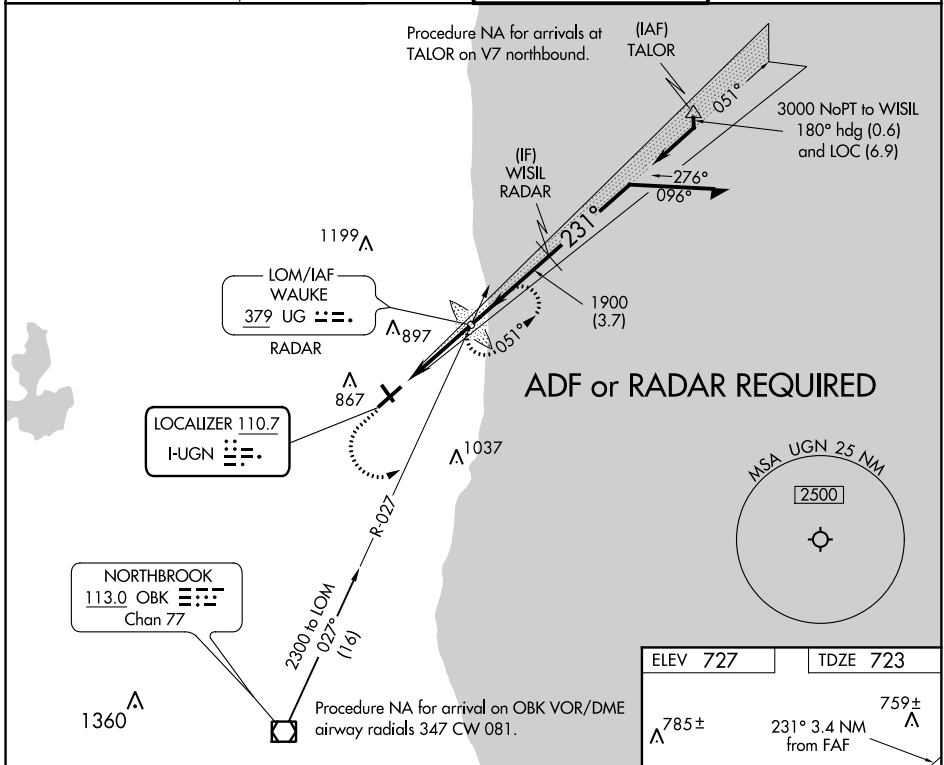 Procedure NA for arrivals at
TALOR on V7 northbound.
(IAF)
TALOR
051°
3000 NoPT to WISIL
180° hdg (0.6)
and LOC (6.9)
(IF)
WISIL
RADAR
276°
096°
231°
1199
LOM/IAF
WAUKE
379 UG
RADAR
897
051°
1900
(3.7)
867
ADF or RADAR REQUIRED
LOCALIZER 110.7
I-UGN
1037
MSA UGN 25 NM
2500
R-027
NORTHBROOK
113.0 OBK
Chan 77
2300 to LOM
027°
(16)
1360
Procedure NA for arrival on OBK VOR/DME
airway radials 347 CW 081.
ELEV 727
TDZE 723
785±
759±
231° 3.4 NM
from FAF